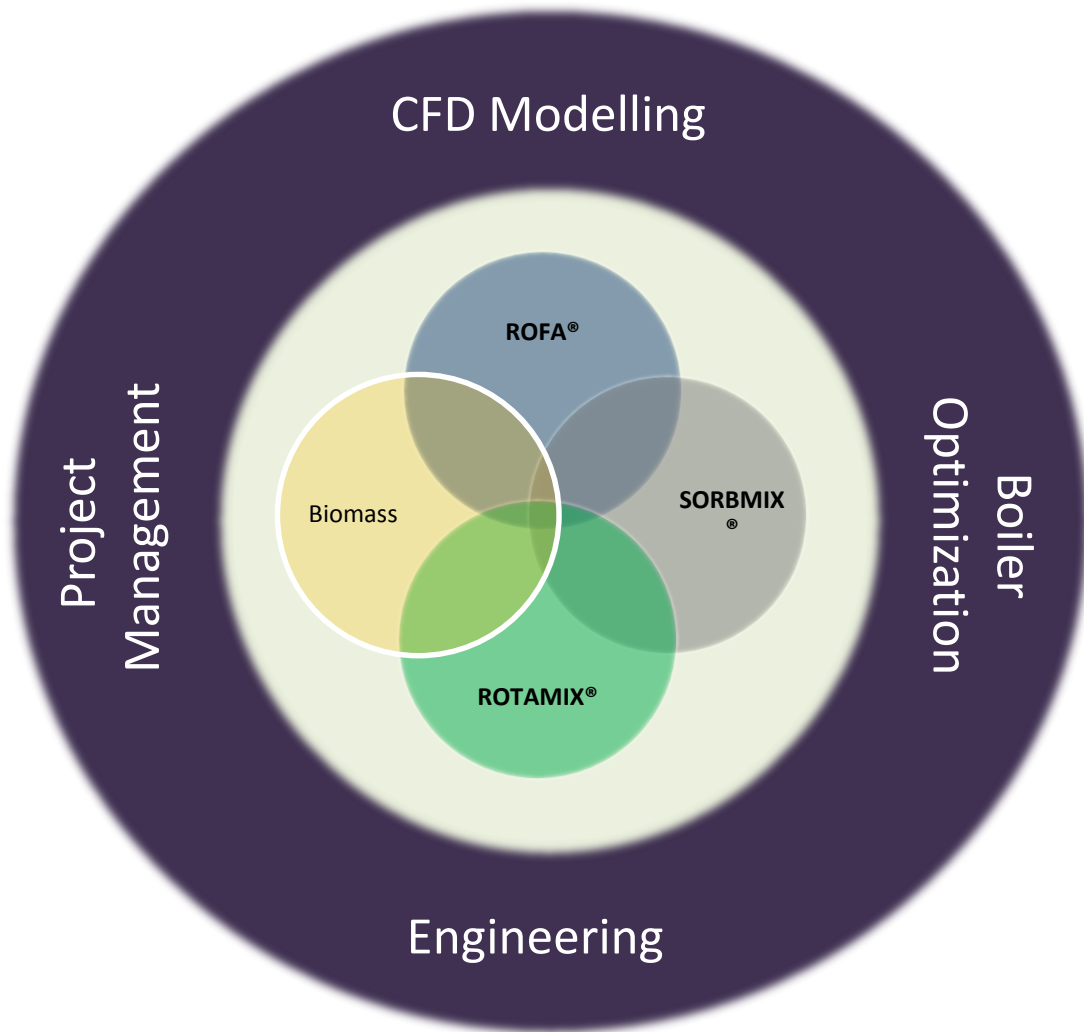 CFD Modelling
ROFA®
Project
Management
Biomass
SORBMIX
®
Boiler
Optimization
ROTAMIX®
Engineering